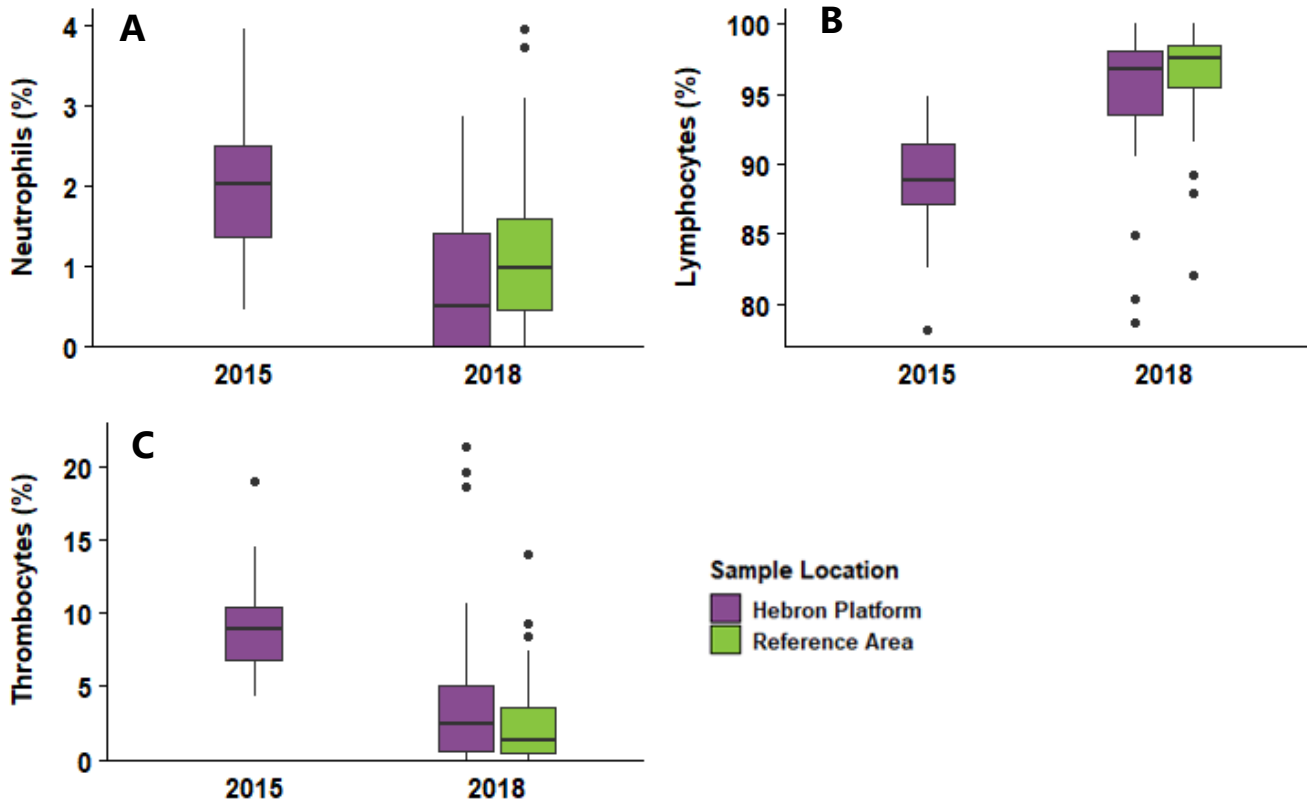 A
Neutrophils (%)
4
3
2
1
0
2015 2018
B
Lymphocytes (%)
100
95
90
85
80
2015 2018
C
Thrombocytes (%)
20
15
10
5
0
2015 2018
Sample Location
Hebron Platform
Reference Area